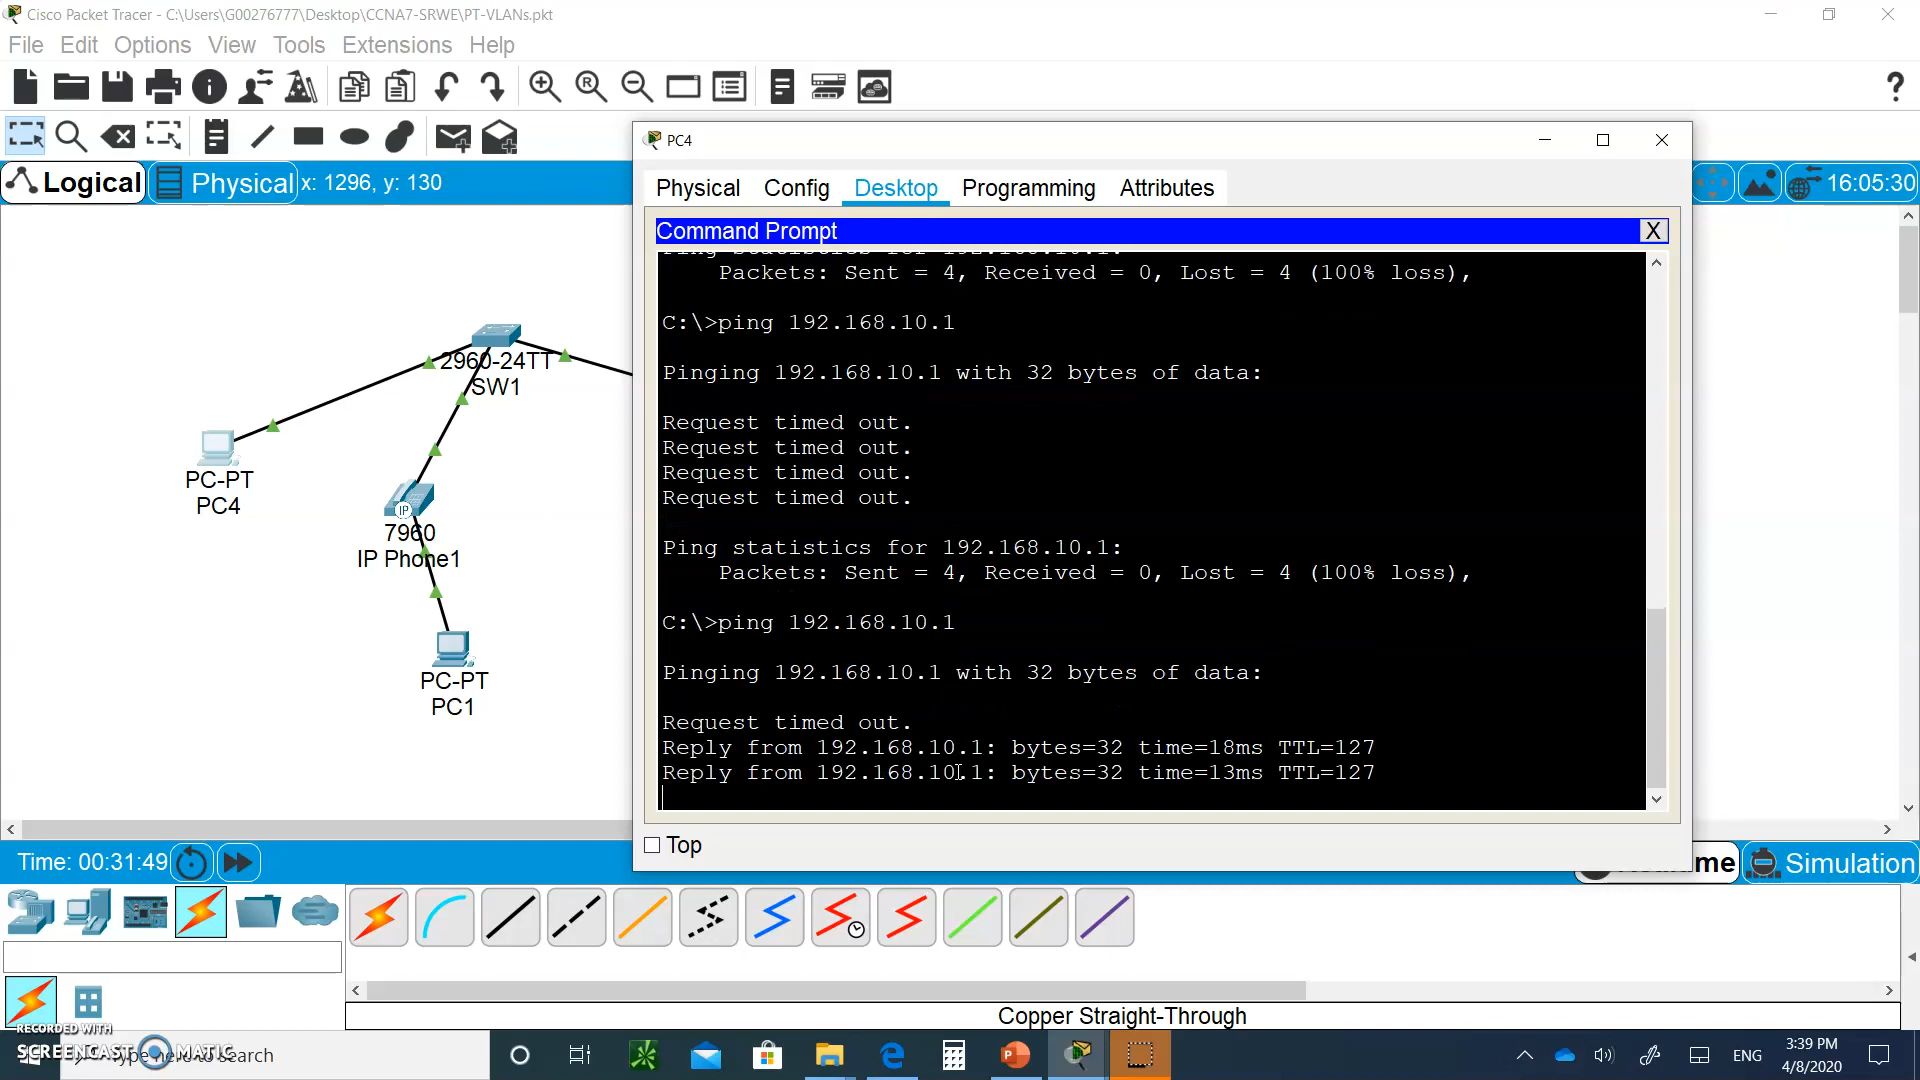 Cisco Packet Tracer - C:\Users\G00276777\Desktop\CCNA7-SRWE\PT-VLANs.pkt
File Edit Options View Tools Extensions Help
?
Logical Physical x: 1296, y: 130
16:05:30
2960-24TT
SW1
PC-PT
PC4
IP
7960
IP Phone1
PC-PT
PC1
PC4
Physical Config Desktop Programming Attributes
Command Prompt X
Packets: Sent = 4, Received = 0, Lost = 4 (100% loss),
C:\>ping 192.168.10.1
Pinging 192.168.10.1 with 32 bytes of data:
Request timed out.
Request timed out.
Request timed out.
Request timed out.
Ping statistics for 192.168.10.1:
Packets: Sent = 4, Received = 0, Lost = 4 (100% loss),
C:\>ping 192.168.10.1
Pinging 192.168.10.1 with 32 bytes of data:
Request timed out.
Reply from 192.168.10.1: bytes=32 time=18ms TTL=127
Reply from 192.168.10.1: bytes=32 time=13ms TTL=127
Top
Time: 00:31:49
Simulation
Copper Straight-Through
RECORDED WITH
SCREENCAST MATIC
here to search
ENG
3:39 PM
4/8/2020